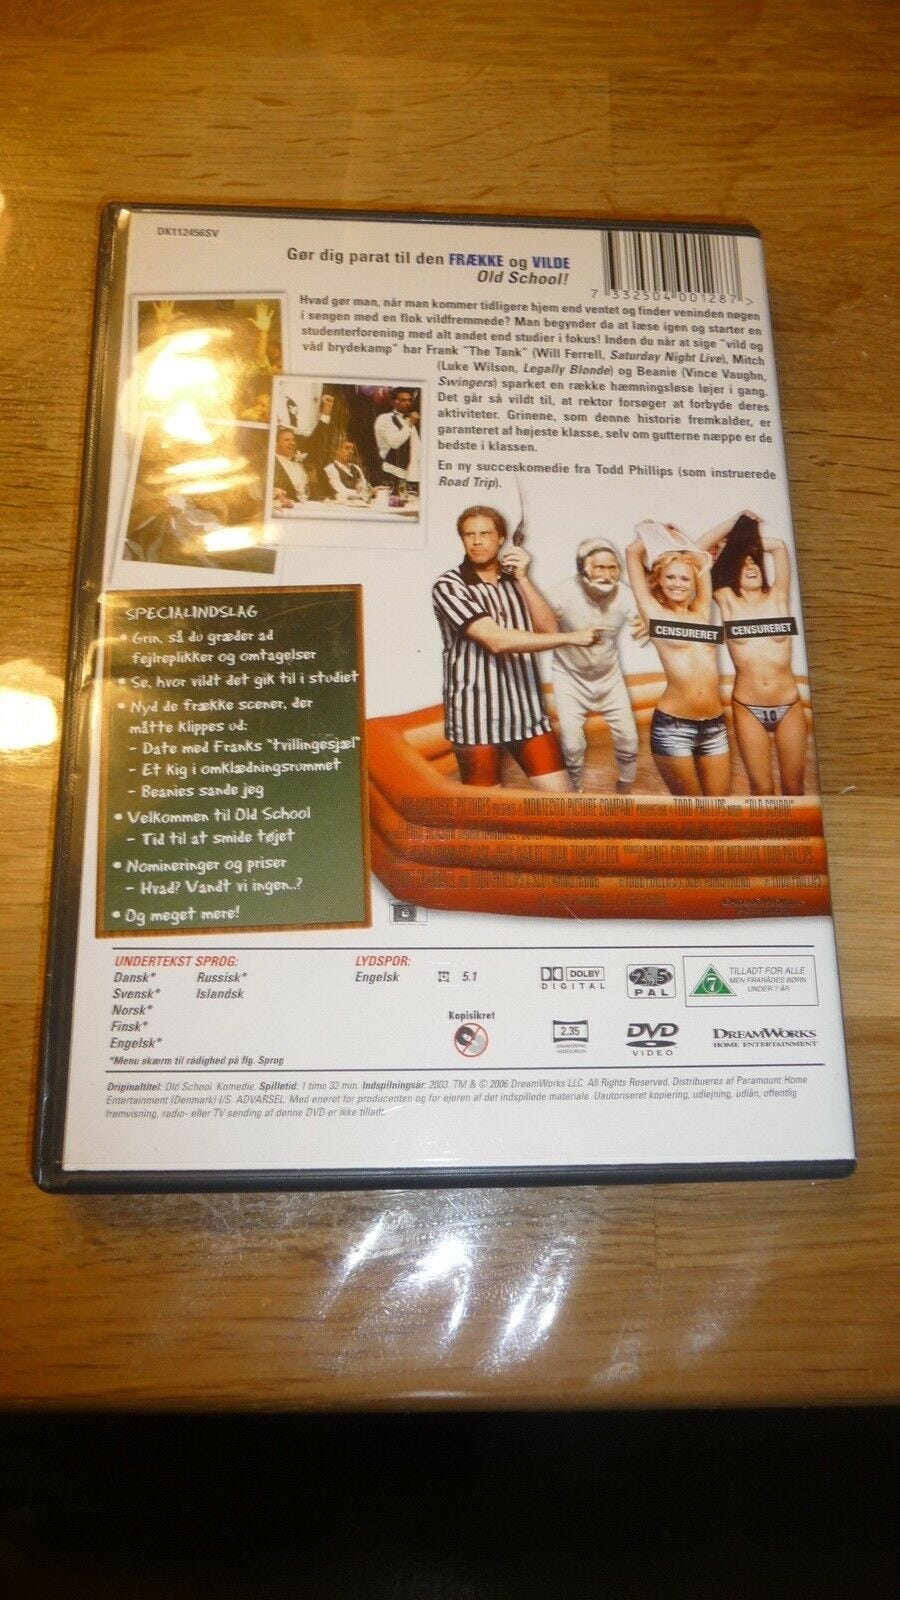 DK112456SV
Gør dig parat til den FRÆKKE og VILDE
Old School!
7 332504 001287 >
Hvad gør man, når man kommer tidligere hjem end ventet og finder veninden nøgen
i sengen med en flok vildfremmede? Man begynder da at læse igen og starter en
studenterforening med alt andet end studier i fokus! Inden du når at sige "vild og
våd brydekamp" har Frank "The Tank" (Will Ferrell, Saturday Night Live), Mitch
(Luke Wilson, Legally Blonde) og Beanie (Vince Vaughn,
Swingers) sparket en række hæmningsløse løjer i gang.
Det går så vildt til, at rektor forsøger at forbyde deres
aktiviteter. Grinene, som denne historie fremkalder, er
garanteret af højeste klasse, selv om gutterne næppe er de
bedste i klassen.
En ny succeskomedie fra Todd Phillips (som instruerede
Road Trip).
CENSURERET
CENSURERET
10
SPECIALINDSLAG
• Grin, så du græder ad
fejlreplikker og omtagelser
• Se, hvor vildt det gik til i studiet
• Nyd de frække scener, der
måtte klippes ud:
- Date med Franks "tvillingesjæl"
- Et kig i omklædningsrummet
- Beanies sande jeg
• Velkommen til Old School
- Tid til at smide tøjet
• Nomineringer og priser
- Hvad? Vandt vi ingen..?
• Og meget mere!
MONTECITO PICTURE COMPANY TODD PHILLIPS "OLD SCHOOL"
UNDERTEKST SPROG:
Dansk* Russisk*
Svensk* Islandsk
Norsk*
Finsk*
Engelsk*
*Menu skærm til rådighed på flg. Sprog
LYDSPOR:
Engelsk 5.1
Kopisikret
DOLBY
DIGITAL
2 5
PAL
7
TILLADT FOR ALLE
MEN FRARÅDES BØRN
UNDER 7 ÅR
2.35
ANAMORPHIC
WIDESCREEN
DVD
VIDEO
DREAMWORKS
HOME ENTERTAINMENT
Originaltitel: Old School. Komedie. Spilletid: 1 time 32 min. Indspilningsår: 2003. TM & © 2006 DreamWorks LLC. All Rights Reserved. Distribueres af Paramount Home
Entertainment (Denmark) I/S. ADVARSEL. Med eneret for producenten og for ejeren af det indspillede materiale. Uautoriseret kopiering, udlejning, udlån, offentlig
fremvisning, radio- eller TV sending af denne DVD er ikke tilladt.